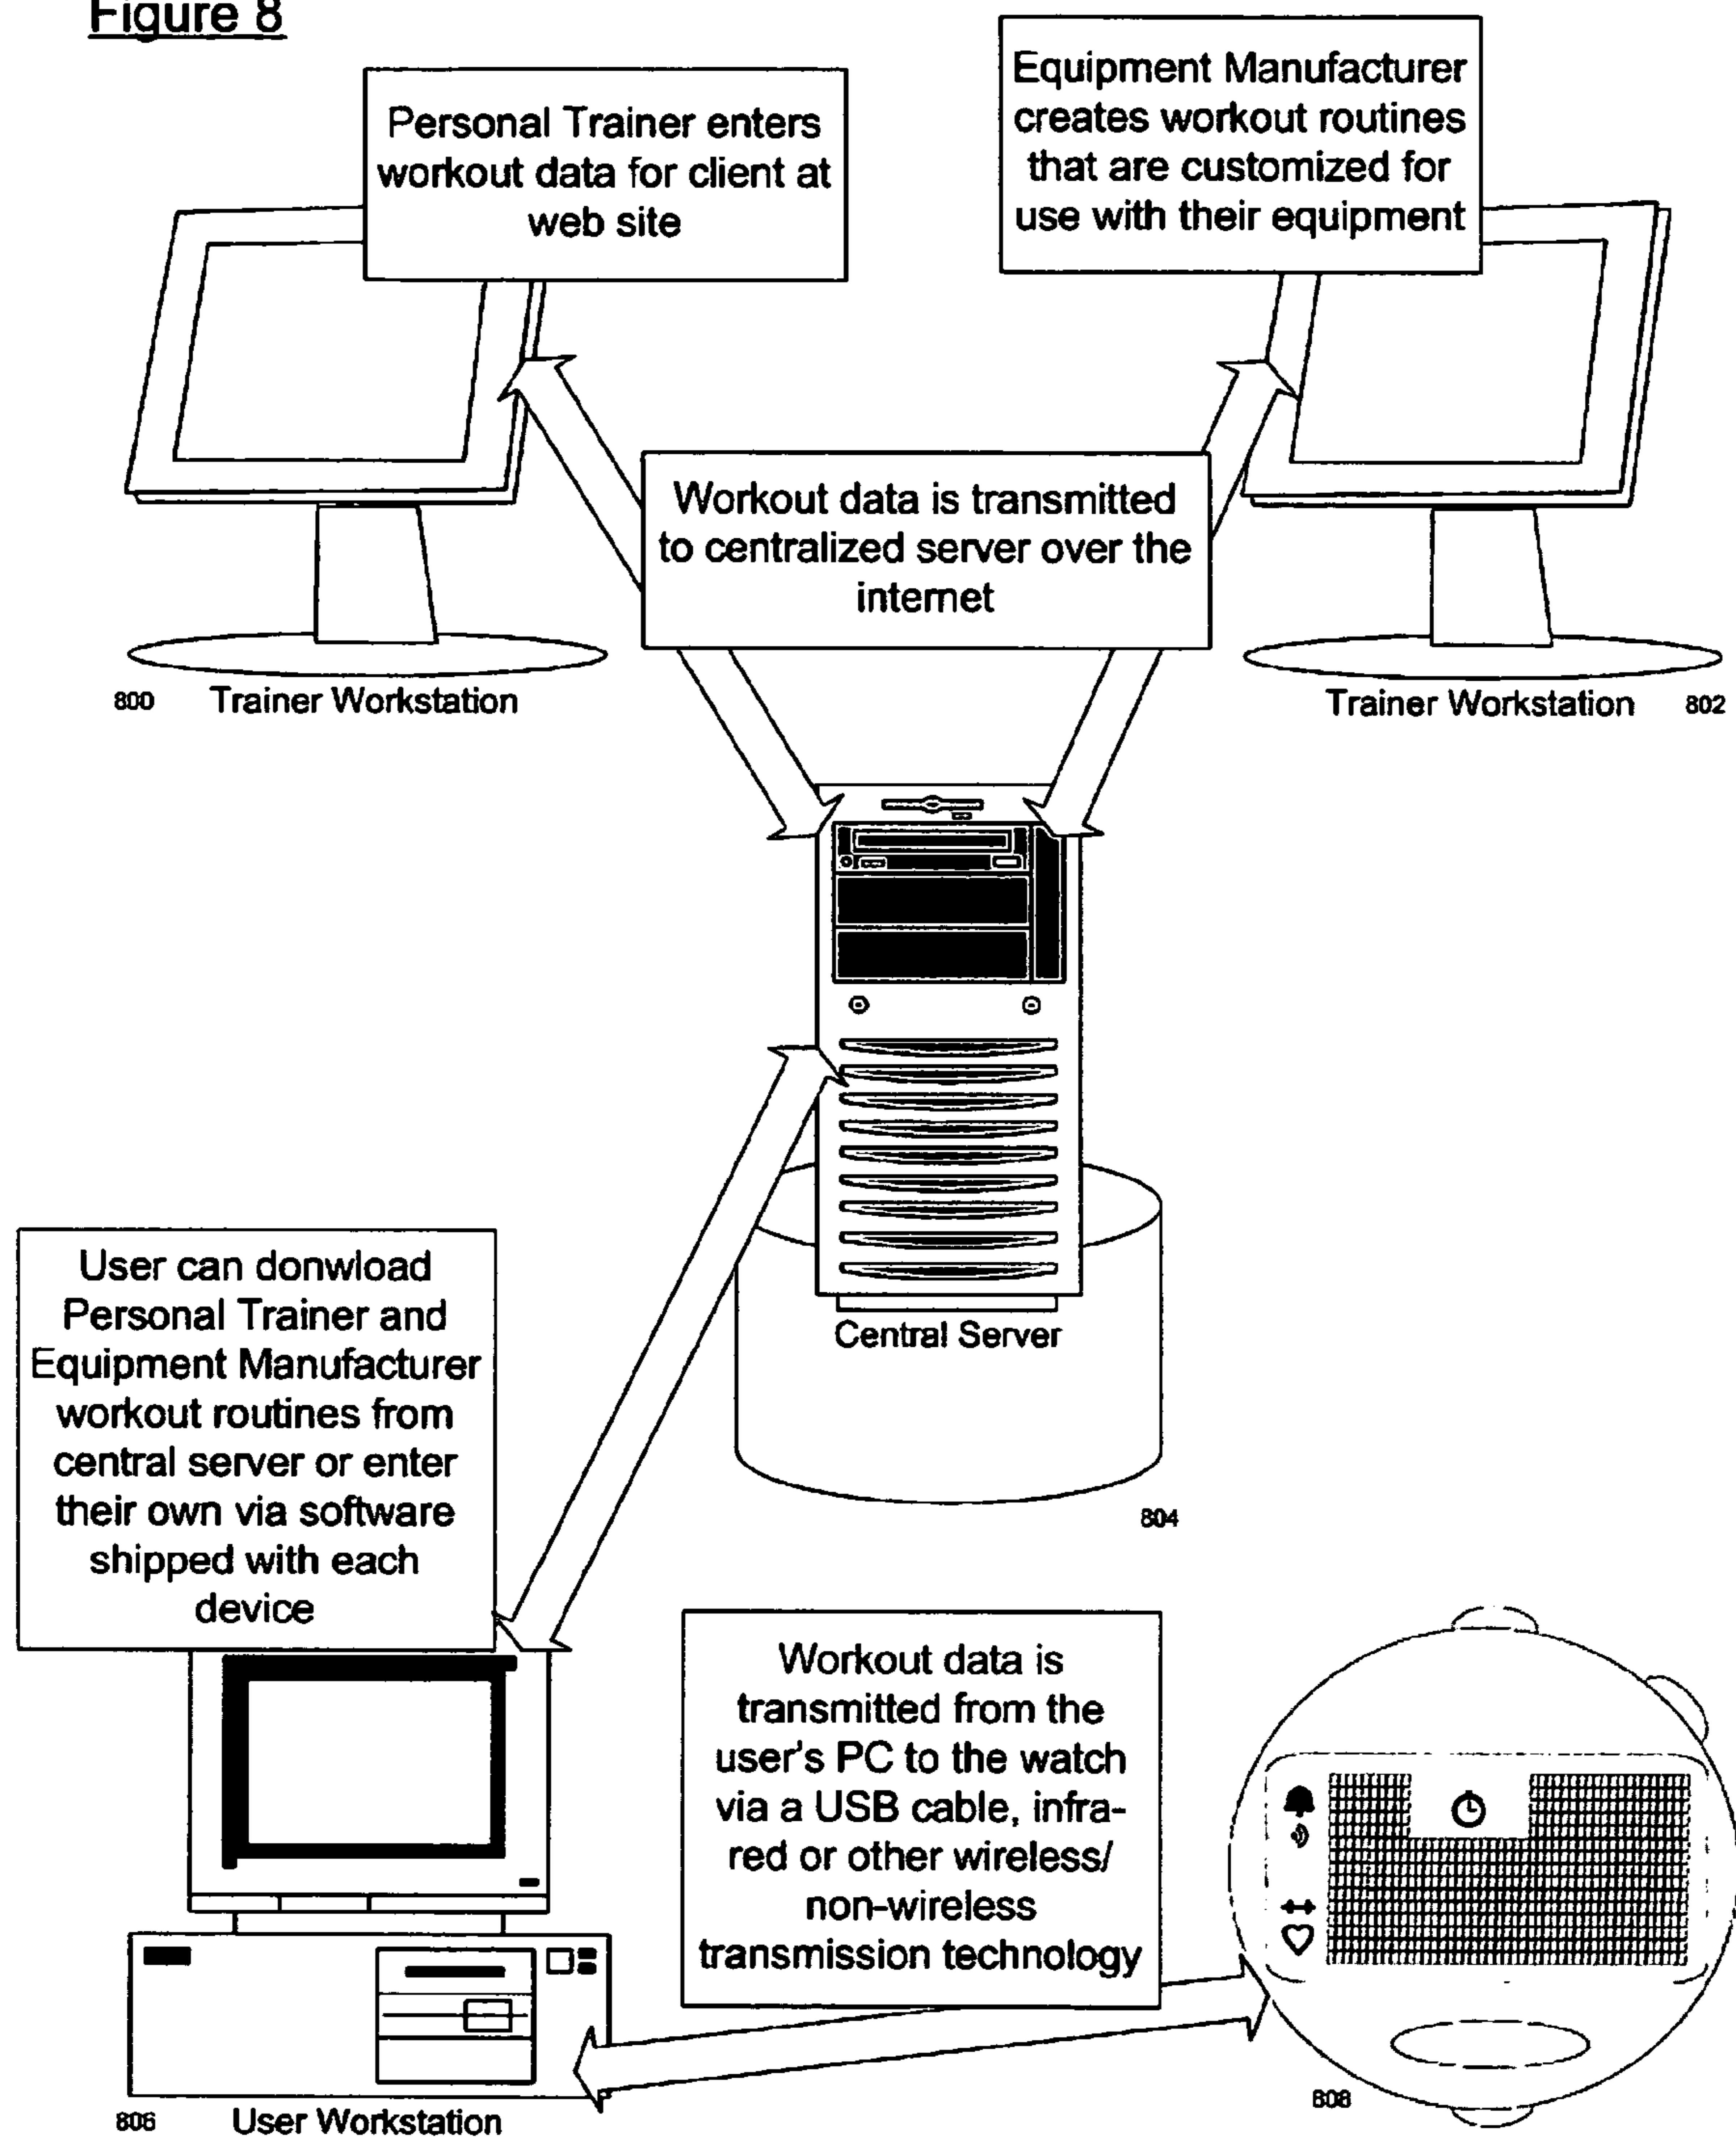 Figure 8
Personal Trainer enters
workout data for client at
web site
Equipment Manufacturer
creates workout routines
that are customized for
use with their equipment
Workout data is transmitted
to centralized server over the
internet
800 Trainer Workstation
Trainer Workstation 802
Central Server
804
User can donwload
Personal Trainer and
Equipment Manufacturer
workout routines from
central server or enter
their own via software
shipped with each
device
Workout data is
transmitted from the
user's PC to the watch
via a USB cable, infra-
red or other wireless/
non-wireless
transmission technology
806 User Workstation
808